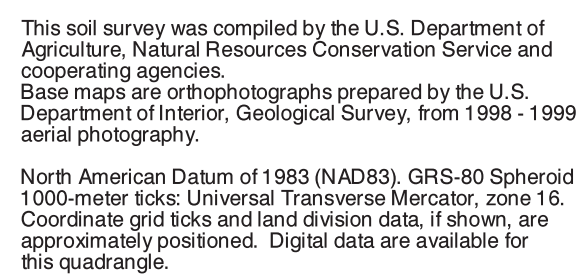 This soil survey was compiled by the U.S. Department of
Agriculture, Natural Resources Conservation Service and
cooperating agencies.
Base maps are orthophotographs prepared by the U.S.
Department of Interior, Geological Survey, from 1998 - 1999
aerial photography.

North American Datum of 1983 (NAD83). GRS-80 Spheroid
1000-meter ticks: Universal Transverse Mercator, zone 16.
Coordinate grid ticks and land division data, if shown, are
approximately positioned.  Digital data are available for
this quadrangle.